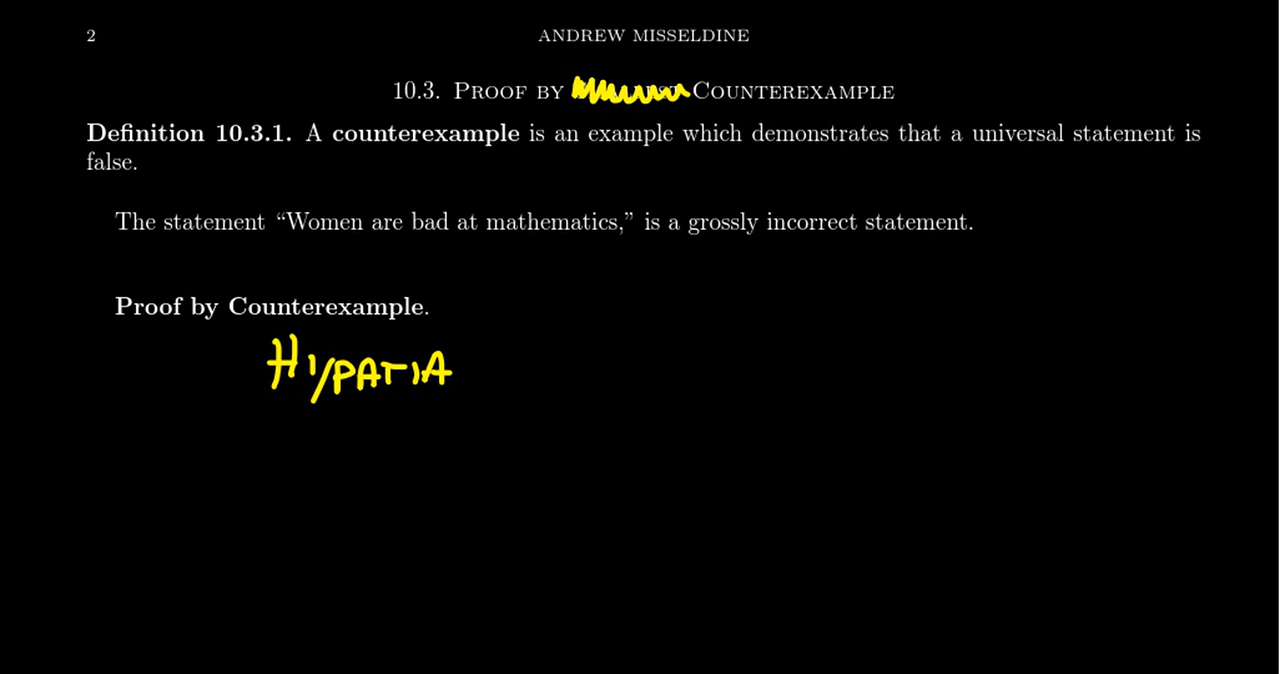 2 ANDREW MISSELDINE
10.3. PROOF BY COUNTEREXAMPLE
Definition 10.3.1. A counterexample is an example which demonstrates that a universal statement is
false.
The statement “Women are bad at mathematics,” is a grossly incorrect statement.
Proof by Counterexample.
HYPATIA